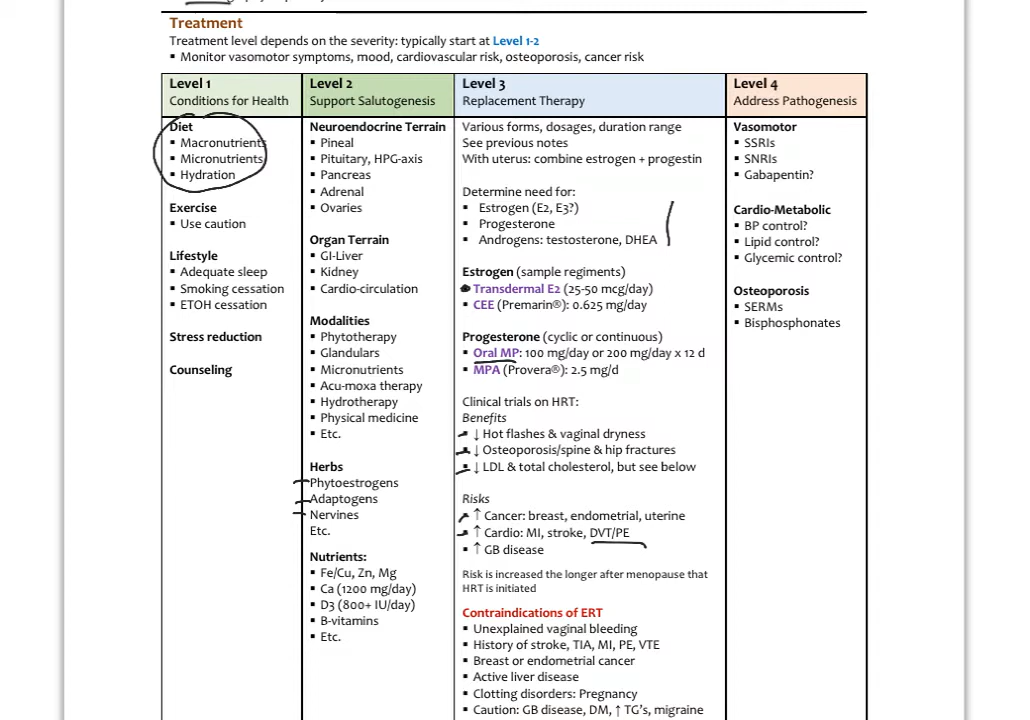 Treatment
Treatment level depends on the severity: typically start at Level 1-2
▪ Monitor vasomotor symptoms, mood, cardiovascular risk, osteoporosis, cancer risk
Level 1
Conditions for Health
Diet
▪ Macronutrients
▪ Micronutrients
▪ Hydration
Exercise
▪ Use caution
Lifestyle
▪ Adequate sleep
▪ Smoking cessation
▪ ETOH cessation
Stress reduction
Counseling
Level 2
Support Salutogenesis
Neuroendocrine Terrain
▪ Pineal
▪ Pituitary, HPG-axis
▪ Pancreas
▪ Adrenal
▪ Ovaries
Organ Terrain
▪ GI-Liver
▪ Kidney
▪ Cardio-circulation
Modalities
▪ Phytotherapy
▪ Glandulars
▪ Micronutrients
▪ Acu-moxa therapy
▪ Hydrotherapy
▪ Physical medicine
▪ Etc.
Herbs
Phytoestrogens
Adaptogens
Nervines
Etc.
Nutrients:
▪ Fe/Cu, Zn, Mg
▪ Ca (1200 mg/day)
▪ D3 (800+ IU/day)
▪ B-vitamins
▪ Etc.
Level 3
Replacement Therapy
Various forms, dosages, duration range
See previous notes
With uterus: combine estrogen + progestin
Determine need for:
▪ Estrogen (E2, E3?)
▪ Progesterone
▪ Androgens: testosterone, DHEA
Estrogen (sample regiments)
▪ Transdermal E2 (25-50 mcg/day)
▪ CEE (Premarin®): 0.625 mg/day
Progesterone (cyclic or continuous)
▪ Oral MP: 100 mg/day or 200 mg/day x 12 d
▪ MPA (Provera®): 2.5 mg/d
Clinical trials on HRT:
Benefits
▪ ↓ Hot flashes & vaginal dryness
▪ ↓ Osteoporosis/spine & hip fractures
▪ ↓ LDL & total cholesterol, but see below
Risks
▪ ↑ Cancer: breast, endometrial, uterine
▪ ↑ Cardio: MI, stroke, DVT/PE
▪ ↑ GB disease
Risk is increased the longer after menopause that
HRT is initiated
Contraindications of ERT
▪ Unexplained vaginal bleeding
▪ History of stroke, TIA, MI, PE, VTE
▪ Breast or endometrial cancer
▪ Active liver disease
▪ Clotting disorders: Pregnancy
▪ Caution: GB disease, DM, ↑ TG's, migraine
Level 4
Address Pathogenesis
Vasomotor
▪ SSRIs
▪ SNRIs
▪ Gabapentin?
Cardio-Metabolic
▪ BP control?
▪ Lipid control?
▪ Glycemic control?
Osteoporosis
▪ SERMs
▪ Bisphosphonates